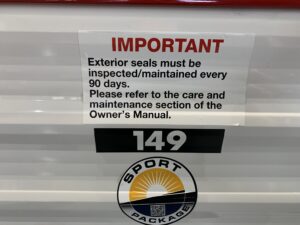 IMPORTANT
Exterior seals must be
inspected/maintained every
90 days.
Please refer to the care and
maintenance section of the
Owner's Manual.
149
SPORT
PACKAGE